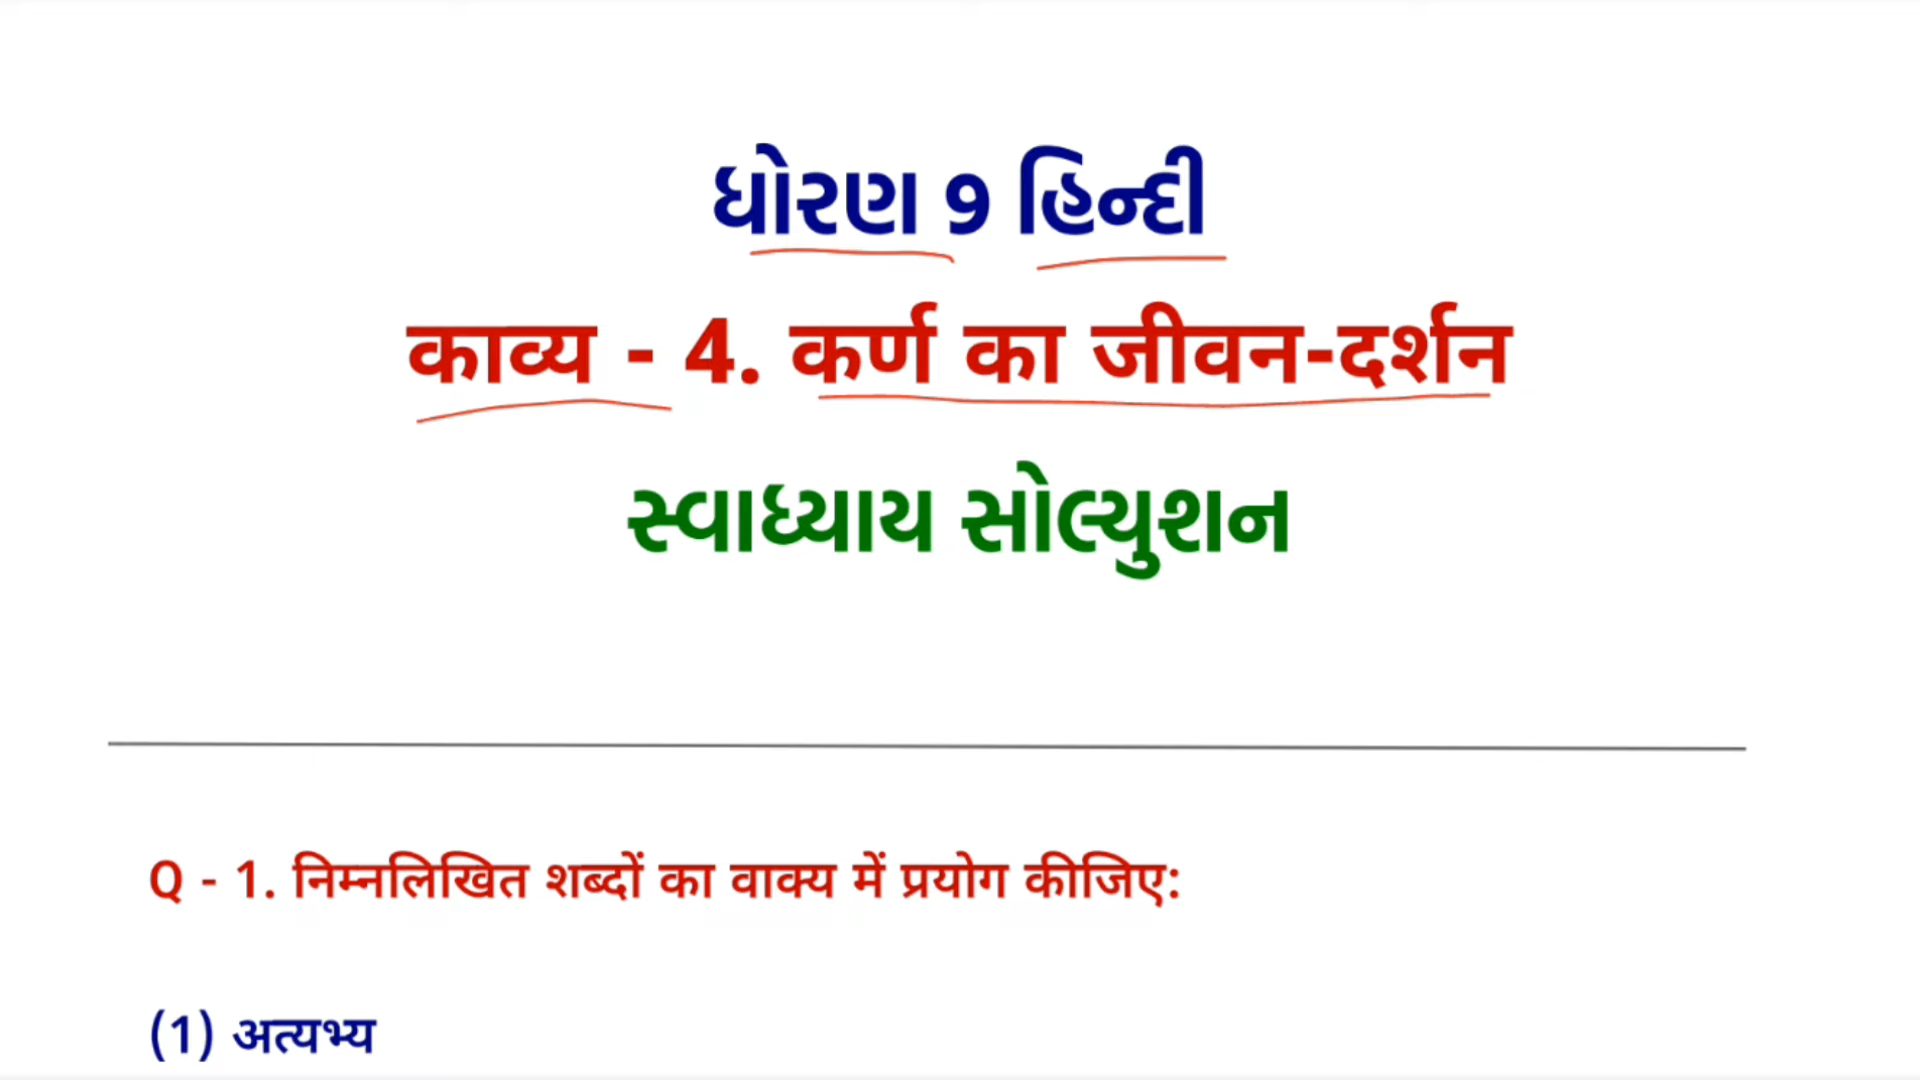 ધોરણ 9 હિન્દી
काव्य - 4. कर्ण का जीवन-दर्शन
સ્વાધ્યાય સોલ્યુશન
Q - 1. निम्नलिखित शब्दों का वाक्य में प्रयोग कीजिए:
(1) अत्यभ्य